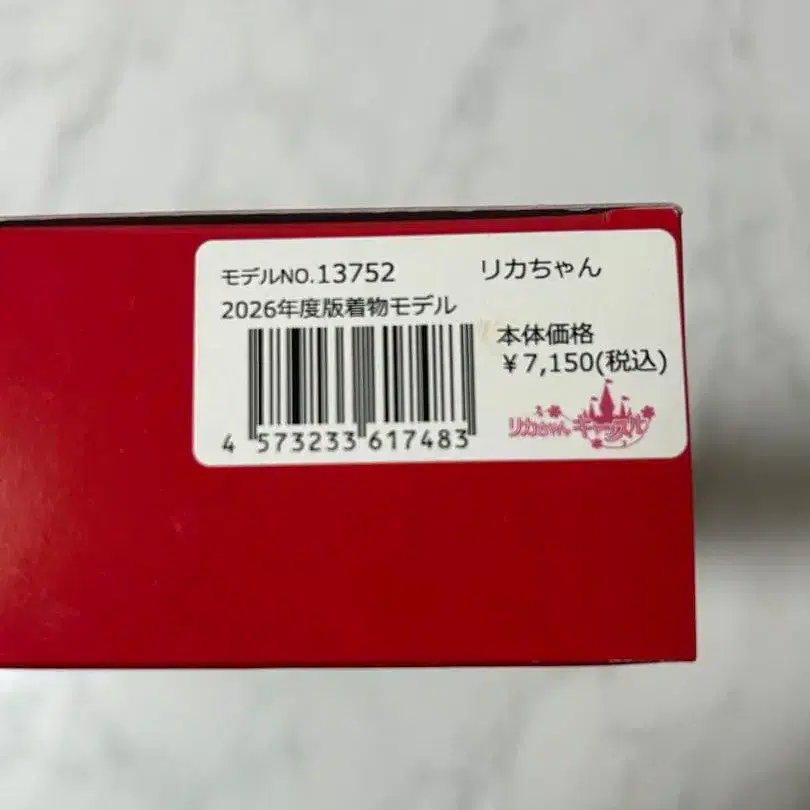 モデルNO.13752
リカちゃん
2026年度版着物モデル
本体価格
¥7,150(税込)
4 573233 617483
リカちゃん キャッスル